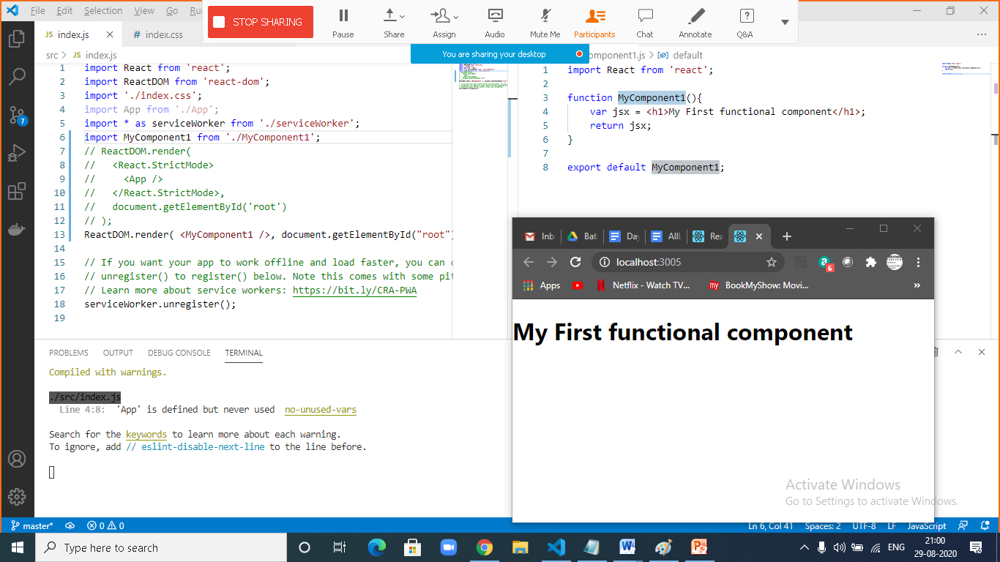 File Edit Selection View Go
STOP SHARING
Pause Share Assign Audio Mute Me Participants Chat Annotate Q&A
You are sharing your desktop
JS index.js # index.css
src > JS index.js
1 import React from 'react';
2 import ReactDOM from 'react-dom';
3 import './index.css';
4 import App from './App';
5 import * as serviceWorker from './serviceWorker';
6 import MyComponent1 from './MyComponent1';
7 // ReactDOM.render(
8 //   <React.StrictMode>
9 //     <App />
10 //   </React.StrictMode>,
11 //   document.getElementById('root')
12 // );
13 ReactDOM.render( <MyComponent1 />, document.getElementById("root")
14
15 // If you want your app to work offline and load faster, you can
16 // unregister() to register() below. Note this comes with some
17 // Learn more about service workers: https://bit.ly/CRA-PWA
18 serviceWorker.unregister();
19
omponent1.js > default
1 import React from 'react';
2
3 function MyComponent1(){
4     var jsx = <h1>My First functional component</h1>;
5     return jsx;
6 }
7
8 export default MyComponent1;
PROBLEMS OUTPUT DEBUG CONSOLE TERMINAL
Compiled with warnings.
./src/index.js
Line 4:8: 'App' is defined but never used no-unused-vars
Search for the keywords to learn more about each warning.
To ignore, add // eslint-disable-next-line to the line before.
Inb Bat Da Alll Rea
localhost:3005
6
Apps Netflix - Watch TV... my BookMyShow: Movi... »
My First functional component
Activate Windows
Go to Settings to activate Windows.
7
master* 0 0 Ln 6, Col 41 Spaces: 2 UTF-8 LF JavaScript
Type here to search
ENG
21:00
29-08-2020